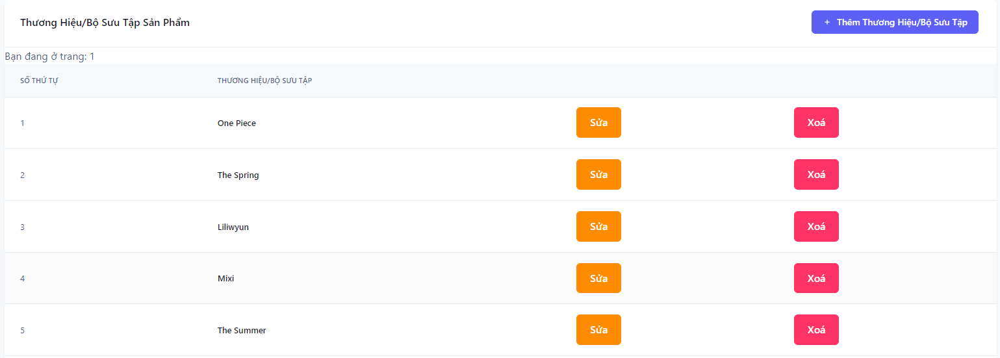 Thương Hiệu/Bộ Sưu Tập Sản Phẩm
+ Thêm Thương Hiệu/Bộ Sưu Tập
Bạn đang ở trang: 1
SỐ THỨ TỰ THƯƠNG HIỆU/BỘ SƯU TẬP
1 One Piece Sửa Xoá
2 The Spring Sửa Xoá
3 Liliwyun Sửa Xoá
4 Mixi Sửa Xoá
5 The Summer Sửa Xoá